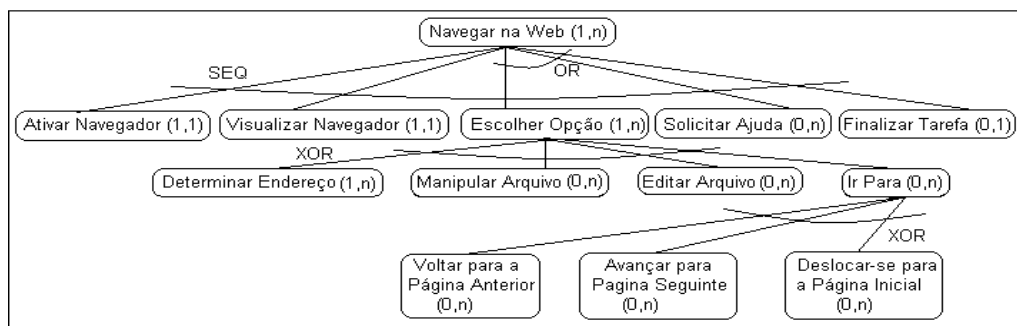 Navegar na Web (1,n)
SEQ
OR
Ativar Navegador (1,1)
Visualizar Navegador (1,1)
Escolher Opção (1,n)
Solicitar Ajuda (0,n)
Finalizar Tarefa (0,1)
XOR
Determinar Endereço (1,n)
Manipular Arquivo (0,n)
Editar Arquivo (0,n)
Ir Para (0,n)
XOR
Voltar para a
Página Anterior
(0,n)
Avançar para
Pagina Seguinte
(0,n)
Deslocar-se para
a Página Inicial
(0,n)